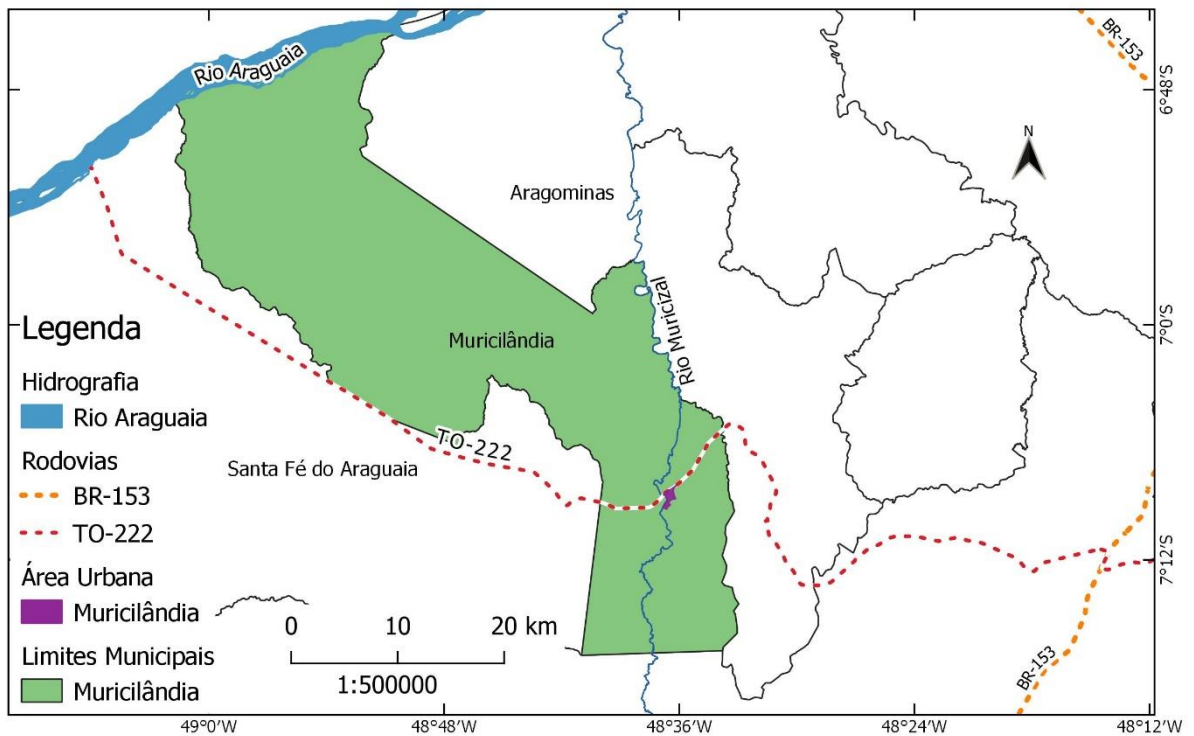 Rio Araguaia
BR-153
6°48'S
N
Aragominas
Rio Muricizal
Muricilândia
7°0'S
TO-222
Santa Fé do Araguaia
7°12'S
BR-153
Legenda
Hidrografia
Rio Araguaia
Rodovias
BR-153
TO-222
Área Urbana
Muricilândia
Limites Municipais
Muricilândia
0 10 20 km
1:500000
49°0'W 48°48'W 48°36'W 48°24'W 48°12'W